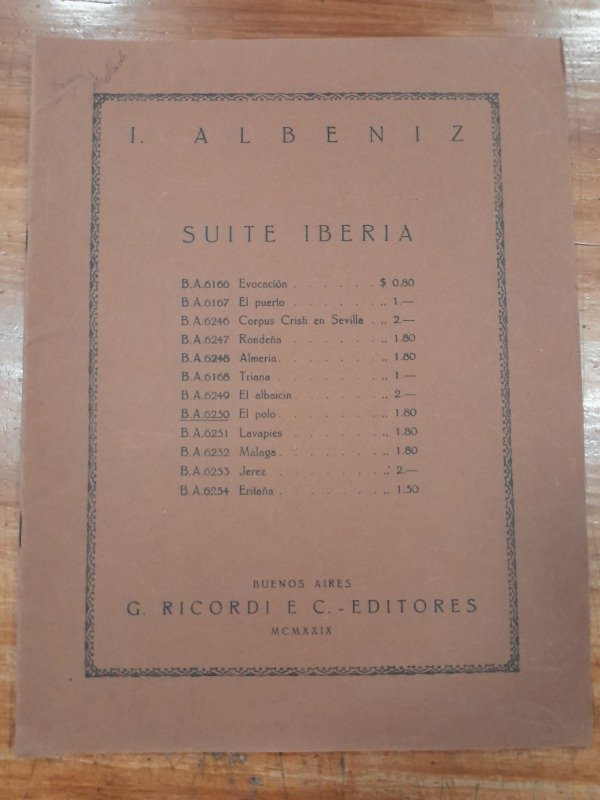 I. ALBENIZ
SUITE IBERIA
B.A.6166 Evocación . . . . . . . $ 0.80
B.A.6167 El puerto . . . . . . . ,, 1.—
B.A.6246 Corpus Cristi en Sevilla . ,, 2.—
B.A.6247 Rondeña . . . . . . . ,, 1.80
B.A.6248 Almeria . . . . . . . ,, 1.80
B.A.6168 Triana . . . . . . . ,, 1.—
B.A.6249 El albaicin . . . . . . ,, 2.—
B.A.6250 El polo . . . . . . . ,, 1.80
B.A.6251 Lavapies . . . . . . ,, 1.80
B.A.6252 Málaga . . . . . . . ,, 1.80
B.A.6253 Jerez . . . . . . . ,, 2.—
B.A.6254 Eritaña . . . . . . . ,, 1.50
BUENOS AIRES
G. RICORDI E C. - EDITORES
MCMXXIX